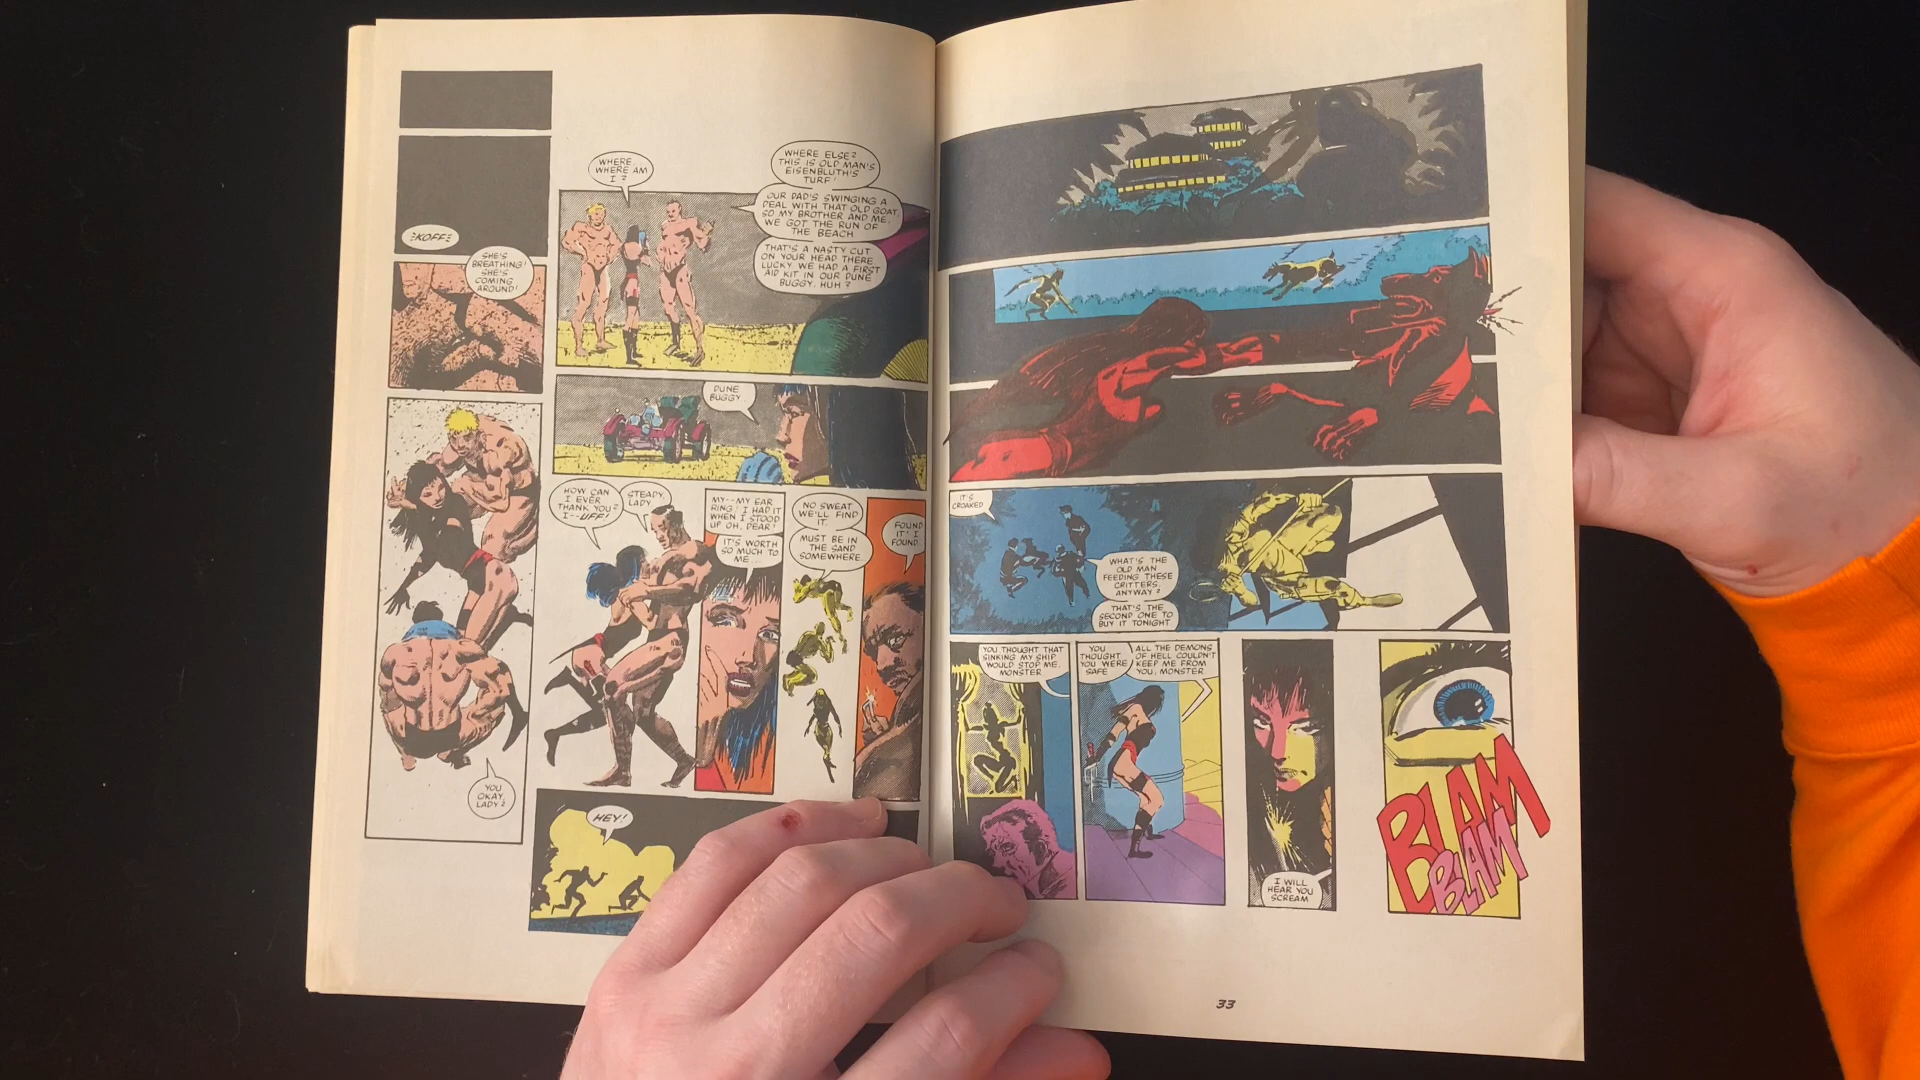 KOFF
SHE'S
BREATHING!
SHE'S
COMING
AROUND!
YOU
OKAY,
LADY?
WHERE,
WHERE AM
I?
WHERE ELSE?
THIS IS OLD MAN'S
EISENBLUTH'S
TURF!
OUR DAD'S SWINGING A
DEAL WITH THAT OLD GOAT,
SO MY BROTHER AND ME,
WE GOT THE RUN OF
THE BEACH
THAT'S A NASTY CUT
ON YOUR HEAD THERE.
LUCKY WE HAD A FIRST
AID KIT IN OUR DUNE
BUGGY, HUH?
DUNE
BUGGY
HOW CAN
I EVER
THANK YOU?
I--UFF!
STEADY,
LADY
MY--MY EAR
RING! I HAD IT
WHEN I STOOD
UP OH, DEAR!
IT'S WORTH
SO MUCH TO
ME...
NO SWEAT
WE'LL FIND
IT.
MUST BE IN
THE SAND
SOMEWHERE
FOUND
IT! I
FOUND..
HEY!
IT'S
CROAKED
WHAT'S THE
OLD MAN
FEEDING THESE
CRITTERS,
ANYWAY?
THAT'S THE
SECOND ONE TO
BUY IT TONIGHT
YOU THOUGHT THAT
SINKING MY SHIP
WOULD STOP ME,
MONSTER
YOU
THOUGHT
YOU WERE
SAFE
ALL THE DEMONS
OF HELL COULDN'T
KEEP ME FROM
YOU, MONSTER
I WILL
HEAR YOU
SCREAM
BLAM
BLAM
33